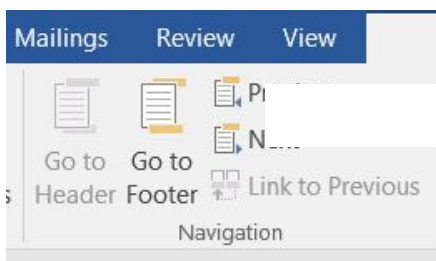 Mailings Review View
Go to Header
Go to Footer
Link to Previous
Navigation